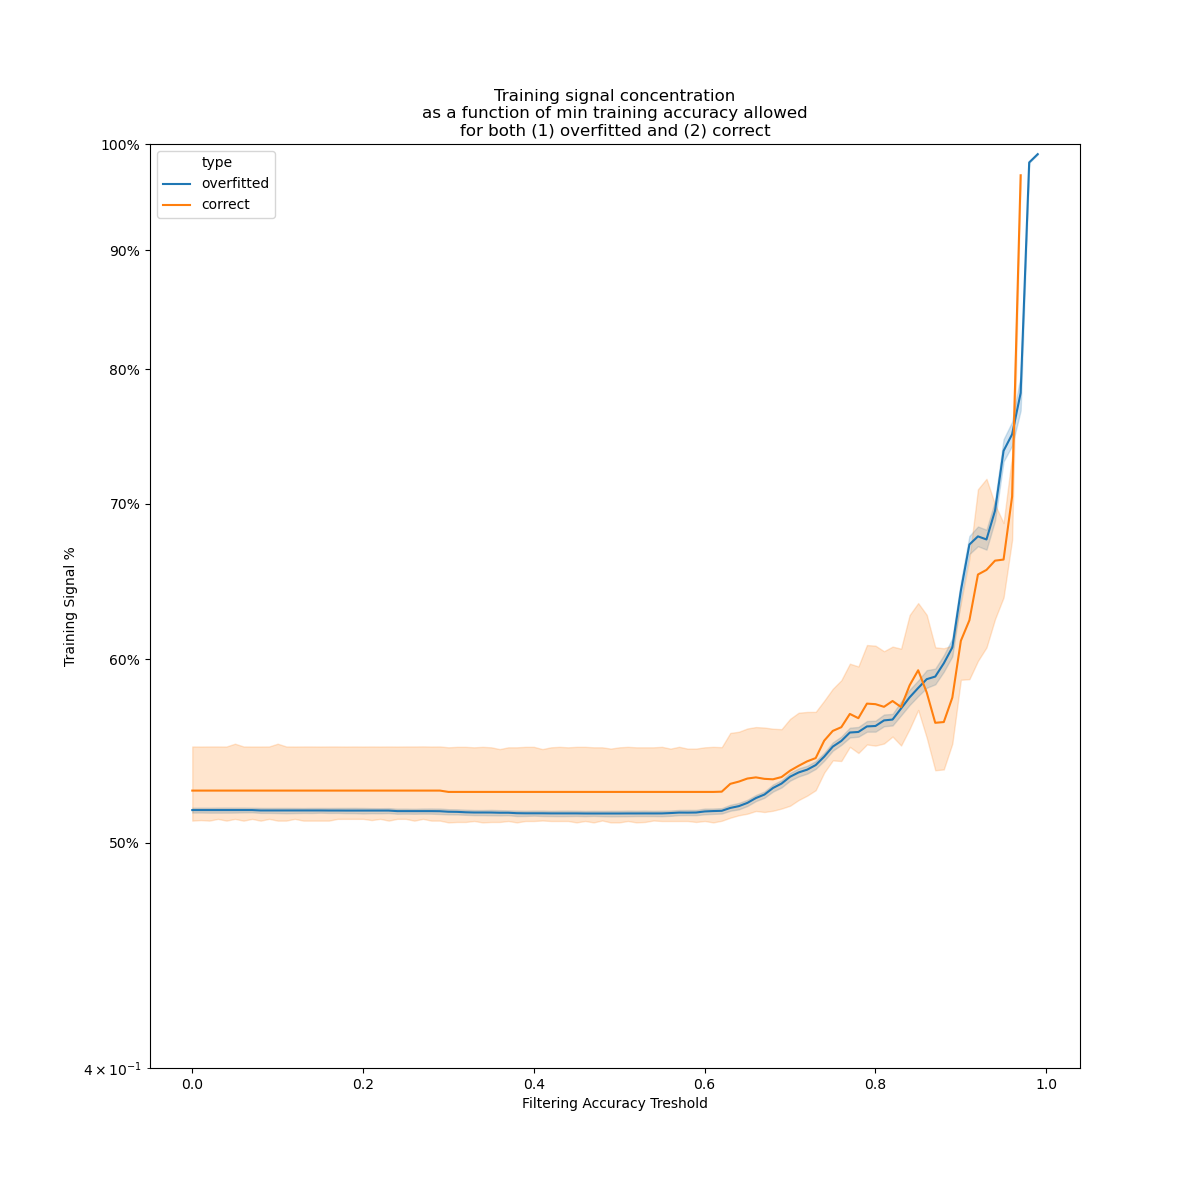 Training signal concentration
as a function of min training accuracy allowed
for both (1) overfitted and (2) correct
type
overfitted
correct
100%
90%
80%
70%
60%
50%
4 × 10⁻¹
Training Signal %
0.0
0.2
0.4
0.6
0.8
1.0
Filtering Accuracy Treshold